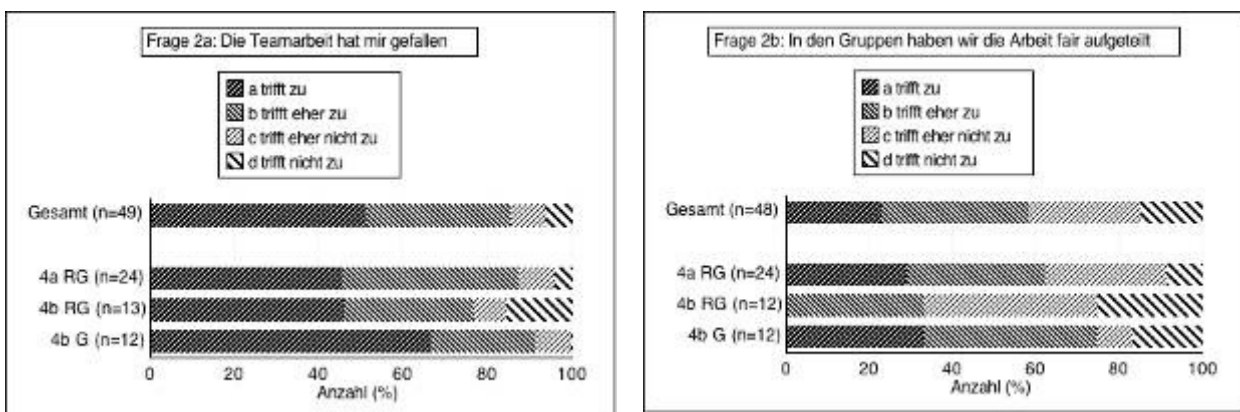 Frage 2a: Die Teamarbeit hat mir gefallen
a trifft zu
b trifft eher zu
c trifft eher nicht zu
d trifft nicht zu
Gesamt (n=49)
4a RG (n=24)
4b RG (n=13)
4b G (n=12)
0 20 40 60 80 100
Anzahl (%)
Frage 2b: In den Gruppen haben wir die Arbeit fair aufgeteilt
a trifft zu
b trifft eher zu
c trifft eher nicht zu
d trifft nicht zu
Gesamt (n=48)
4a RG (n=24)
4b RG (n=12)
4b G (n=12)
0 20 40 60 80 100
Anzahl (%)